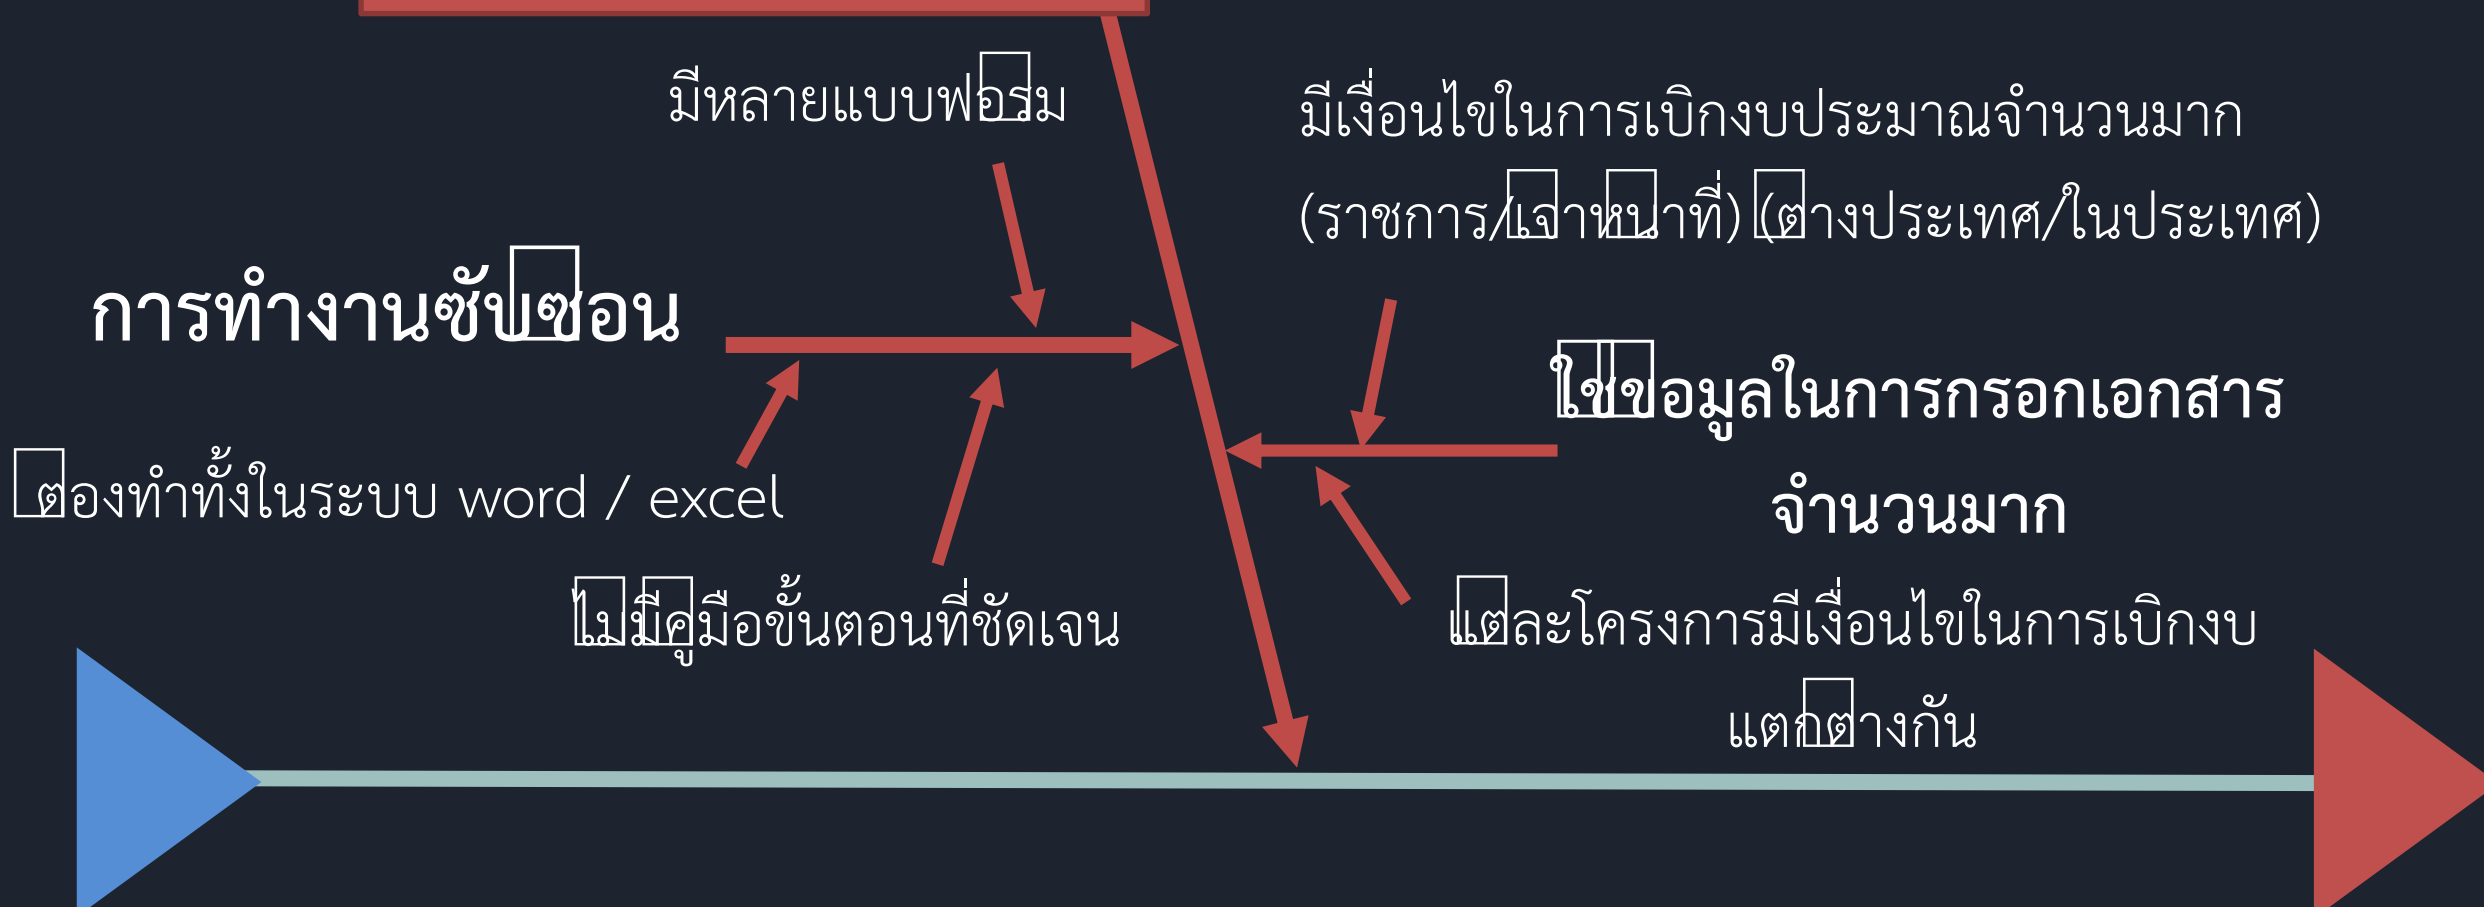 มีหลายแบบฟอร์ม
มีเงื่อนไขในการเบิกงบประมาณจำนวนมาก
(ราชการ/เจ้าหน้าที่) (ต่างประเทศ/ในประเทศ)
การทำงานซับซ้อน
ใช้ข้อมูลในการกรอกเอกสาร
จำนวนมาก
ต้องทำทั้งในระบบ word / excel
ไม่มีคู่มือขั้นตอนที่ชัดเจน
แต่ละโครงการมีเงื่อนไขในการเบิกงบ
แตกต่างกัน